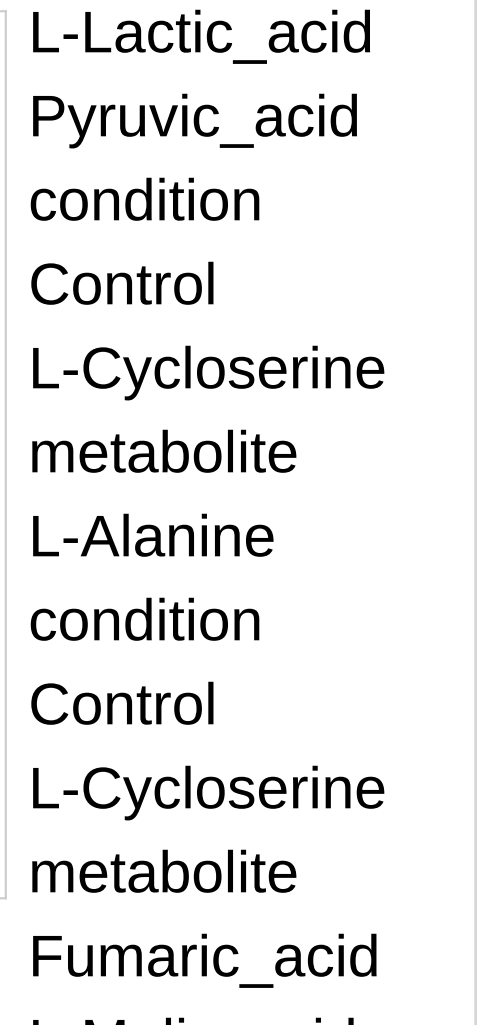 L-Lactic_acid
Pyruvic_acid
condition
Control
L-Cycloserine
metabolite
L-Alanine
condition
Control
L-Cycloserine
metabolite
Fumaric_acid